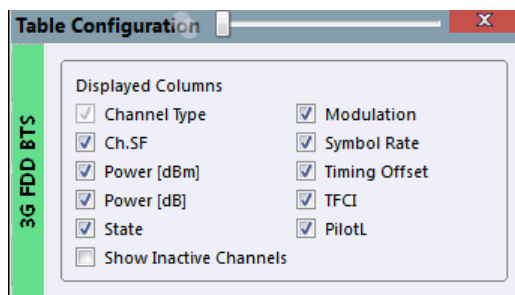 Table Configuration
x
3G FDD BTS
Displayed Columns
Channel Type
Ch.SF
Power [dBm]
Power [dB]
State
Show Inactive Channels
Modulation
Symbol Rate
Timing Offset
TFCI
PilotL